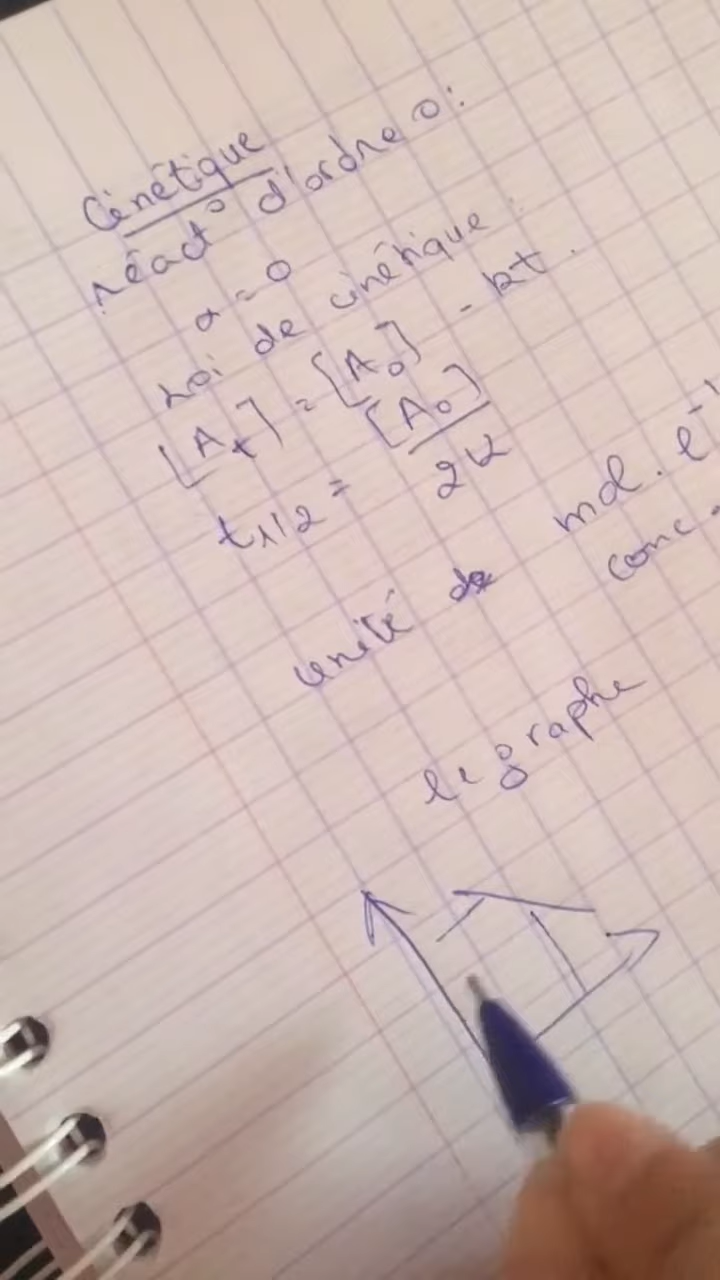 Cinétique
réact° d'ordre 0 :
α = 0
Loi de cinétique :
[At] = [A0] - kt .
t1/2 = [A0] / 2k
unité de mol . l⁻¹
conc.
le graphe